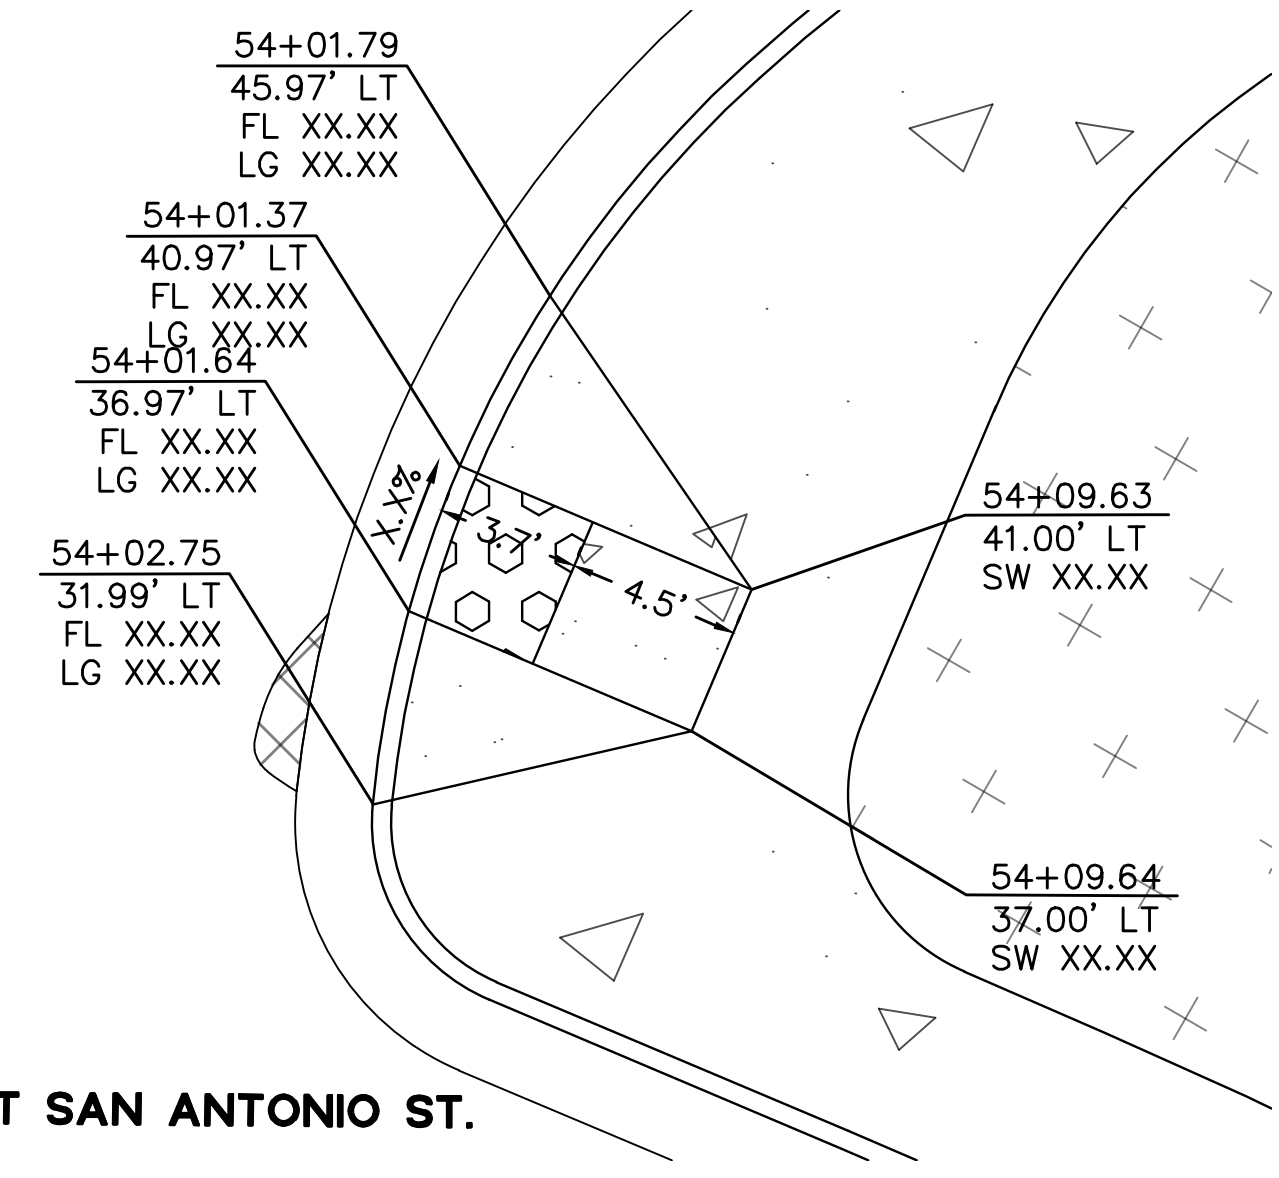 54+01.79
45.97' LT
FL XX.XX
LG XX.XX
54+01.37
40.97' LT
FL XX.XX
LG XX.XX
54+01.64
36.97' LT
FL XX.XX
LG XX.XX
X.X%
3.7'
4.5'
54+09.63
41.00' LT
SW XX.XX
54+02.75
31.99' LT
FL XX.XX
LG XX.XX
54+09.64
37.00' LT
SW XX.XX
T SAN ANTONIO ST.